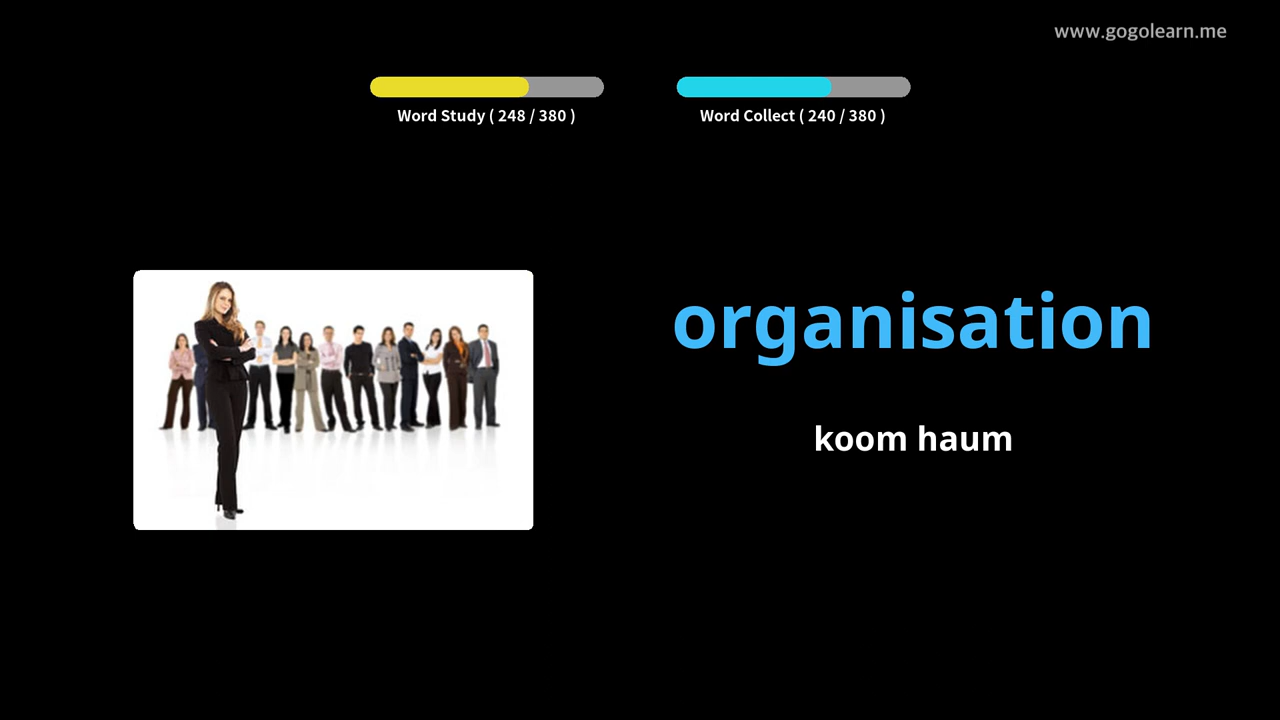 www.gogolearn.me
Word Study ( 248 / 380 )
Word Collect ( 240 / 380 )
organisation
koom haum